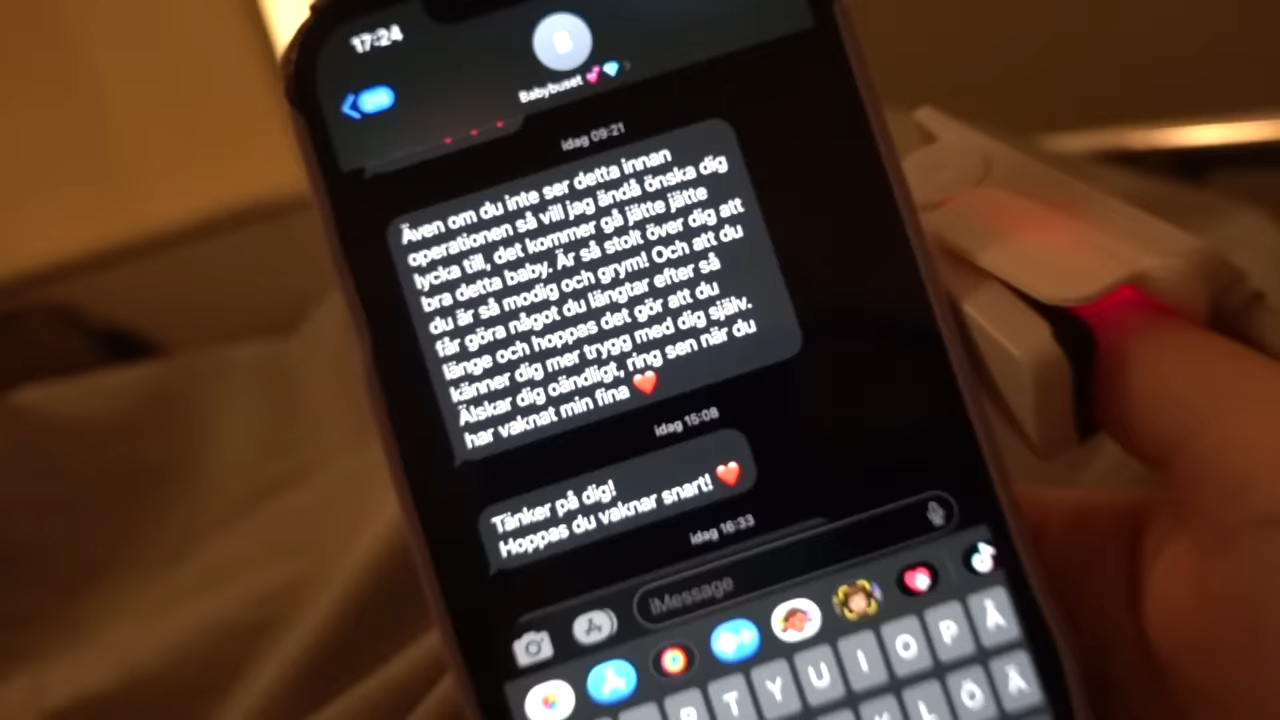 17:24
B
Babybuset 💕💎
idag 09:21
Även om du inte ser detta innan
operationen så vill jag ändå önska dig
lycka till, det kommer gå jätte jätte
bra detta baby. Är så stolt över dig att
du är så modig och grym! Och att du
får göra något du längtar efter så
länge och hoppas det gör att du
känner dig mer trygg med dig själv.
Älskar dig oändligt, ring sen när du
har vaknat min fina ❤️
idag 15:08
Tänker på dig!
Hoppas du vaknar snart! ❤️
idag 16:33
iMessage
T Y U I O P Å
L Ö Ä